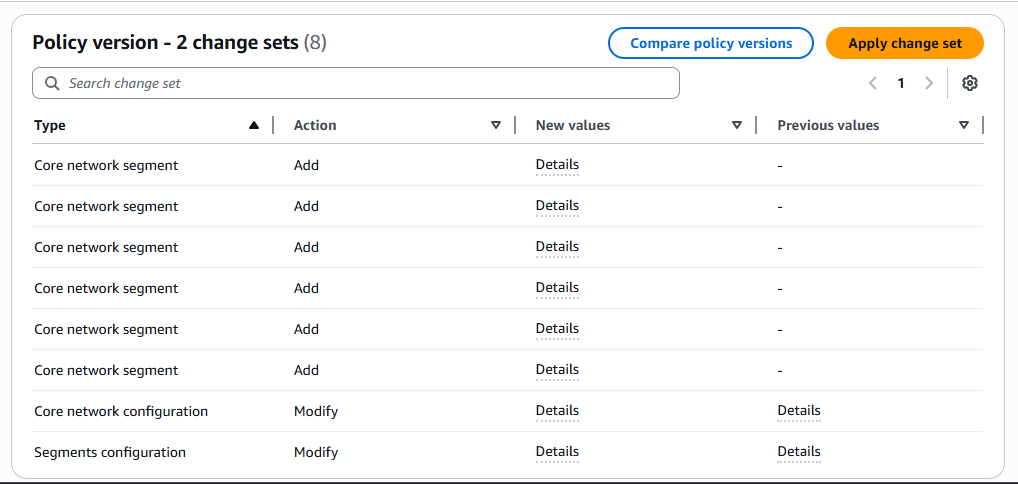 Policy version - 2 change sets (8)
Compare policy versions
Apply change set
Search change set
1
Type Action New values Previous values
Core network segment Add Details -
Core network segment Add Details -
Core network segment Add Details -
Core network segment Add Details -
Core network segment Add Details -
Core network segment Add Details -
Core network configuration Modify Details Details
Segments configuration Modify Details Details